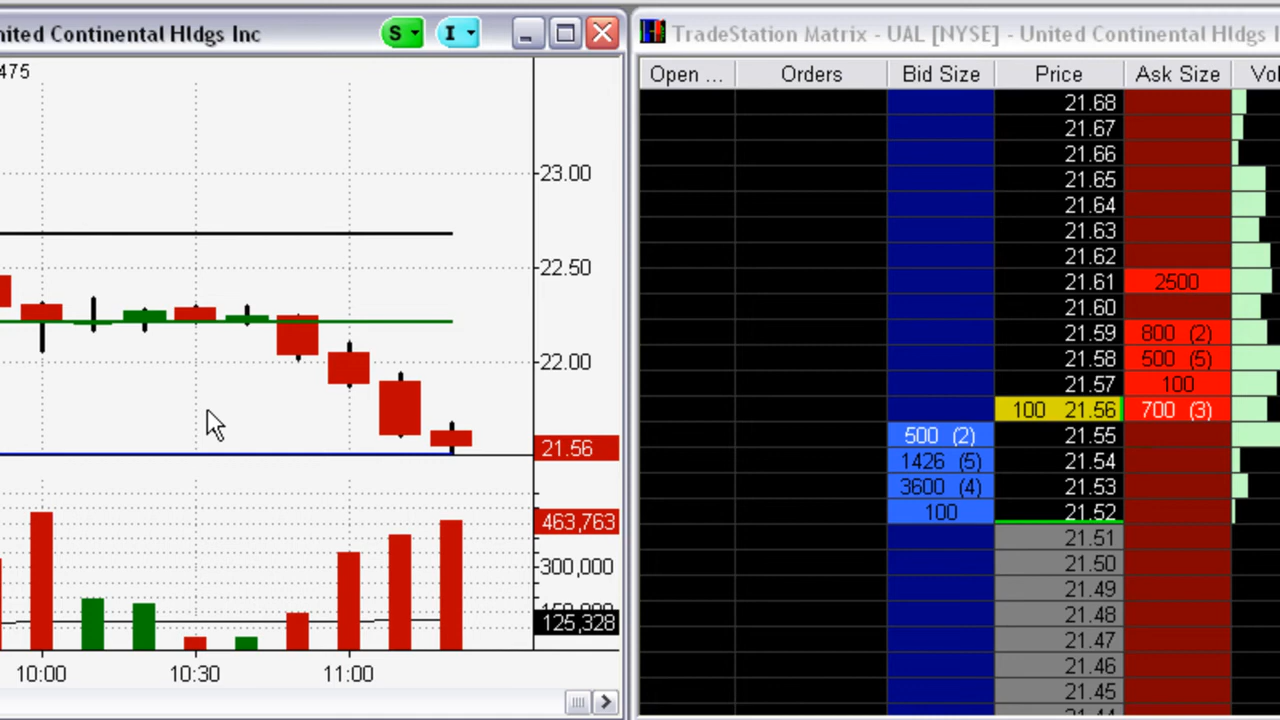 nited Continental Hldgs Inc
S
I
475
23.00
22.50
22.00
21.56
463,763
300,000
125,328
10:00 10:30 11:00
TradeStation Matrix - UAL [NYSE] - United Continental Hldgs I
Open ... Orders Bid Size Price Ask Size Vol
21.68
21.67
21.66
21.65
21.64
21.63
21.62
21.61 2500
21.60
21.59 800 (2)
21.58 500 (5)
21.57 100
100 21.56 700 (3)
500 (2) 21.55
1426 (5) 21.54
3600 (4) 21.53
100 21.52
21.51
21.50
21.49
21.48
21.47
21.46
21.45